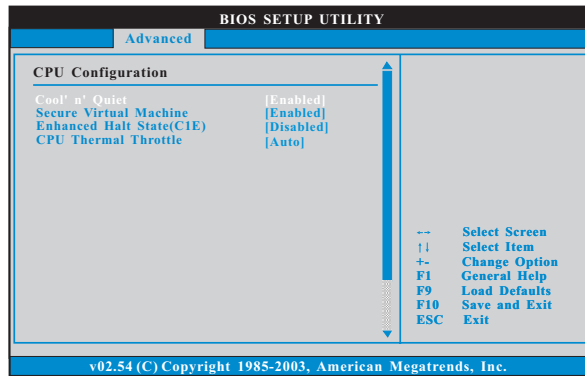 BIOS SETUP UTILITY
Advanced
CPU Configuration
Cool' n' Quiet [Enabled]
Secure Virtual Machine [Enabled]
Enhanced Halt State(C1E) [Disabled]
CPU Thermal Throttle [Auto]
←→ Select Screen
↑↓ Select Item
+- Change Option
F1 General Help
F9 Load Defaults
F10 Save and Exit
ESC Exit
v02.54 (C) Copyright 1985-2003, American Megatrends, Inc.